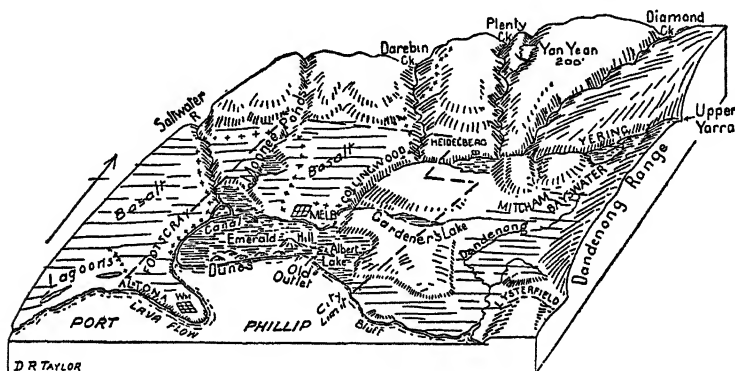 Diamond
Ck.
Plenty
Ck.
Yan Yean
200'
Darebin
Ck.
Saltwater
R.
Moonee
Ponds
Upper
Yarra
HEIDELBERG
YERING
Basalt
Basalt
COLLINGWOOD
MITCHAM
BAYSWATER
Dandenong Range
MELB
Gardener's Lake
Canal
Emerald
Hill
Albert
Lake
Dandenong
FOOTSCRAY
Dunes
Old
Outlet
Lagoons
ALTONA
Wm
City
Limit
LYSTERFIELD
LAVA FLOW
Bluff
PORT PHILLIP
D R TAYLOR